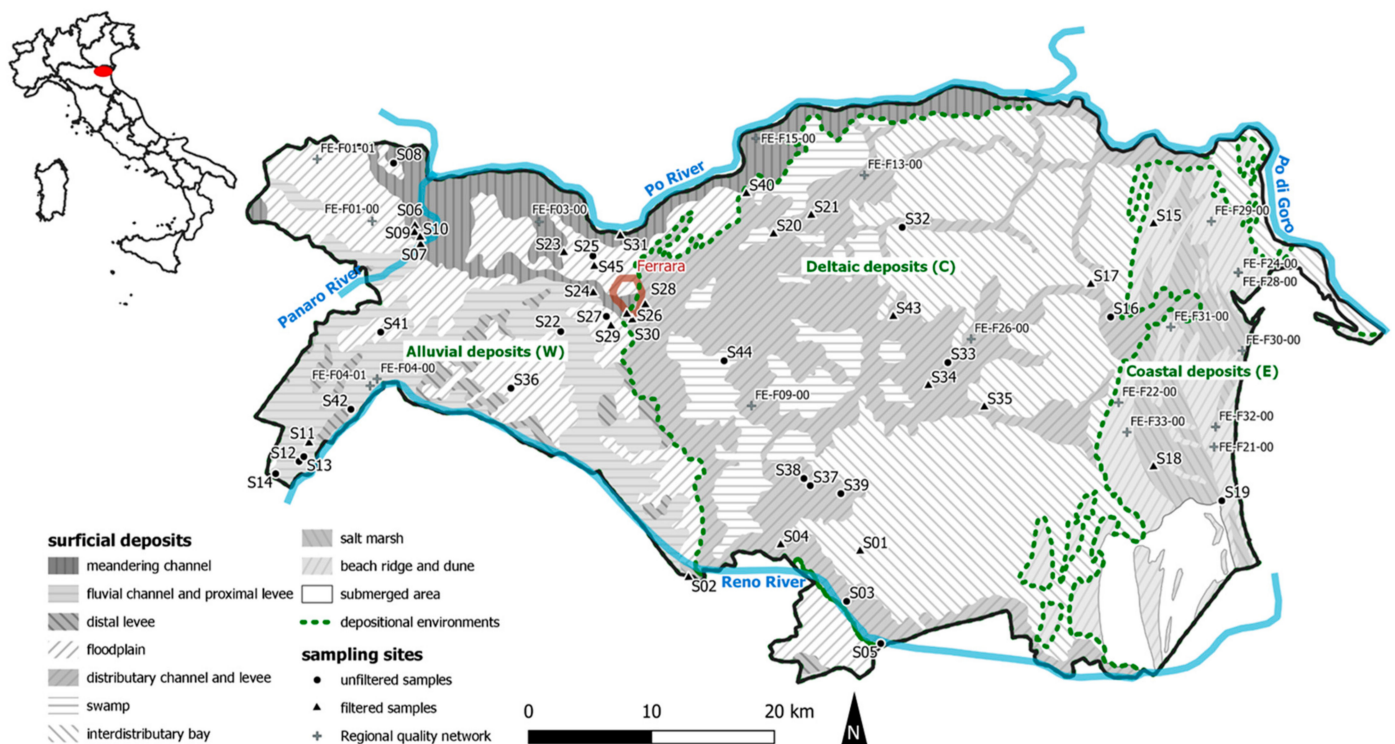 FE-F15-00
FE-F01-01
S08
FE-F13-00
Po River
S40
Po di Goro
FE-F01-00
S06
FE-F03-00
S21
S15
FE-F29-00
S10
S09
S23
S25
S31
S20
S32
S07
S45
Ferrara
Deltaic deposits (C)
FE-F24-00
FE-F28-00
Panaro River
S24
S28
S17
S27
S26
S43
S16
S41
S22
S29
S30
FE-F31-00
FE-F26-00
FE-F30-00
Alluvial deposits (W)
S44
S33
Coastal deposits (E)
FE-F04-01
FE-F04-00
S36
S34
S42
FE-F09-00
S35
FE-F22-00
FE-F32-00
S11
FE-F33-00
FE-F21-00
S12
S13
S14
S38
S37
S39
S18
S19
S04
S01
S02
Reno River
S03
S05
surficial deposits
meandering channel
fluvial channel and proximal levee
distal levee
floodplain
distributary channel and levee
swamp
interdistributary bay
salt marsh
beach ridge and dune
submerged area
depositional environments
sampling sites
unfiltered samples
filtered samples
Regional quality network
0 10 20 km
N